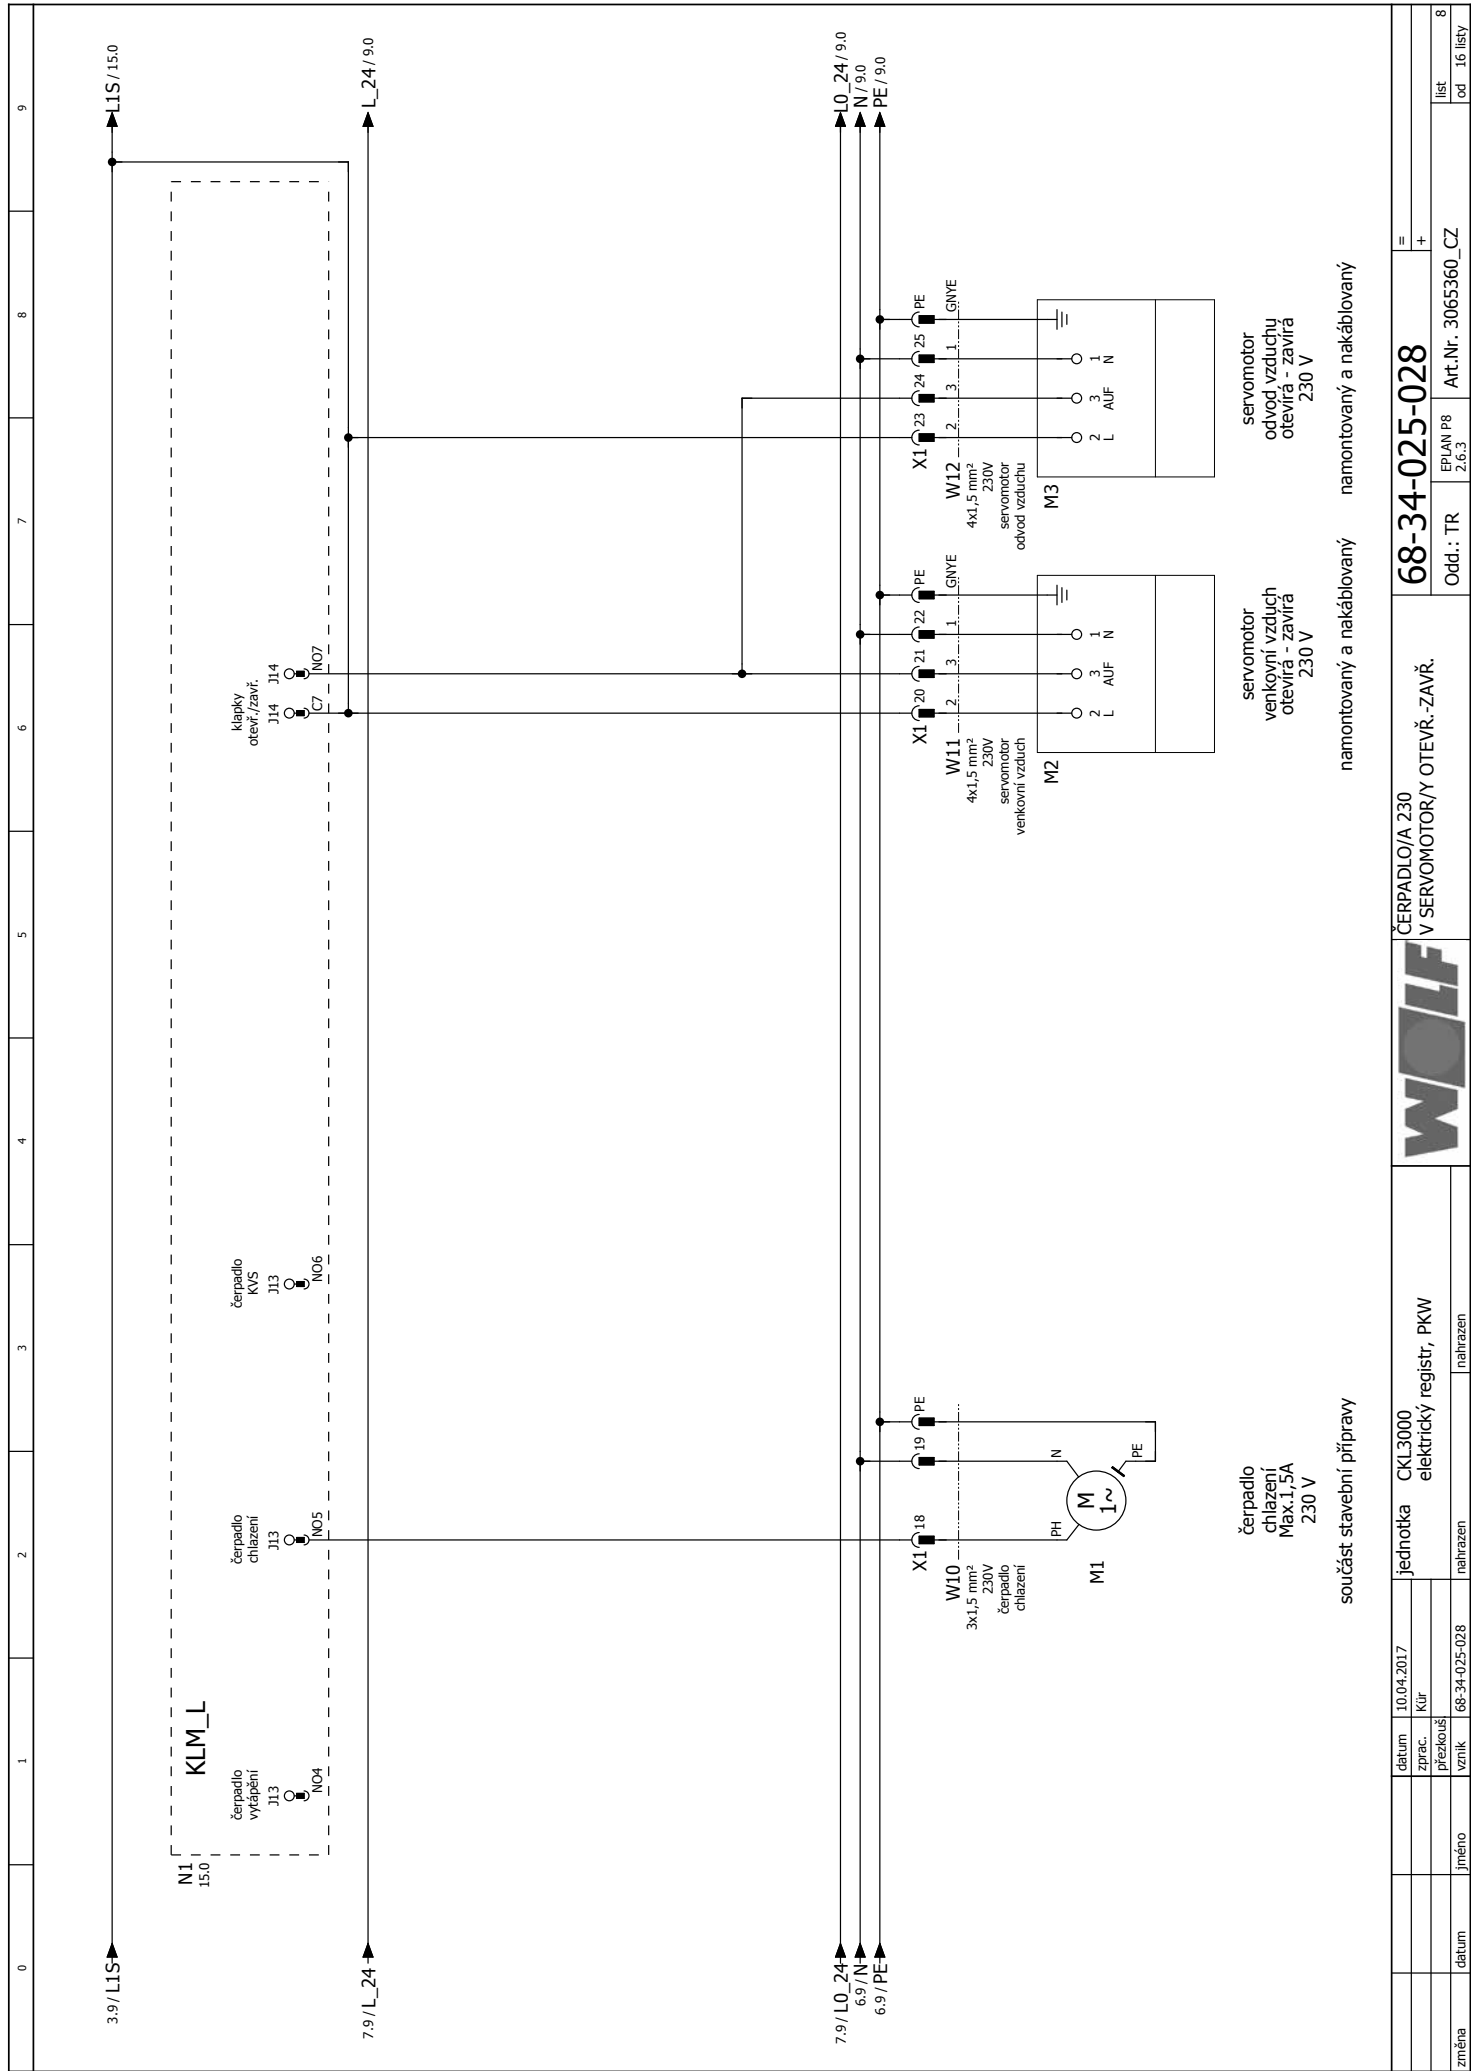 0 1 2 3 4 5 6 7 8 9
3.9 / L1S
L1S / 15.0
N1
15.0
KLM_L
čerpadlo
vytápění
J13
NO4
čerpadlo
chlazení
J13
NO5
čerpadlo
KVS
J13
NO6
klapky
otevř./zavř.
J14 J14
C7 NO7
7.9 / L_24
L_24 / 9.0
7.9 / L0_24
L0_24 / 9.0
6.9 / N
N / 9.0
6.9 / PE
PE / 9.0
X1 18 19 PE
W10
3x1,5 mm²
230V
čerpadlo
chlazení
PH N
M
1~
PE
M1
čerpadlo
chlazení
Max.1,5A
230 V
součást stavební přípravy
X1 20 21 22 PE
W11 2 3 1 GNYE
4x1,5 mm²
230V
servomotor
venkovní vzduch
M2
2 3 1
L AUF N
servomotor
venkovní vzduch
otevírá - zavírá
230 V
namontovaný a nakáblovaný
X1 23 24 25 PE
W12 2 3 1 GNYE
4x1,5 mm²
230V
servomotor
odvod vzduchu
M3
2 3 1
L AUF N
servomotor
odvod vzduchu
otevírá - zavírá
230 V
namontovaný a nakáblovaný
změna datum jméno
datum 10.04.2017
zprac. Kür
přezkouš.
vznik 68-34-025-028
jednotka CKL3000
elektrický registr, PKW
nahrazen nahrazen
WOLF
ČERPADLO/A 230
V SERVOMOTOR/Y OTEVŘ.-ZAVŘ.
68-34-025-028
=
+
Odd.: TR
EPLAN P8
2.6.3
Art.Nr. 3065360_CZ
list 8
od 16 listy